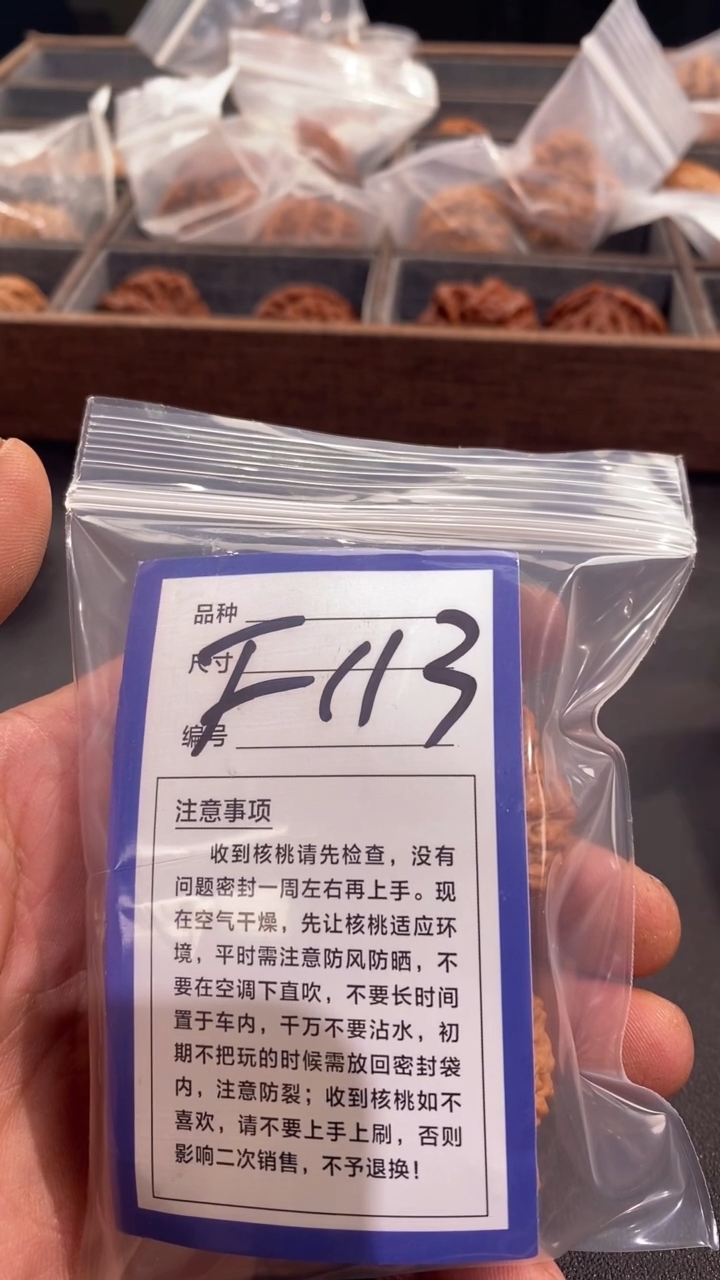 品种
尺寸
F113
编号
注意事项
收到核桃请先检查，没有
问题密封一周左右再上手。现
在空气干燥，先让核桃适应环
境，平时需注意防风防晒，不
要在空调下直吹，不要长时间
置于车内，千万不要沾水，初
期不把玩的时候需放回密封袋
内，注意防裂；收到核桃如不
喜欢，请不要上手上刷，否则
影响二次销售，不予退换！